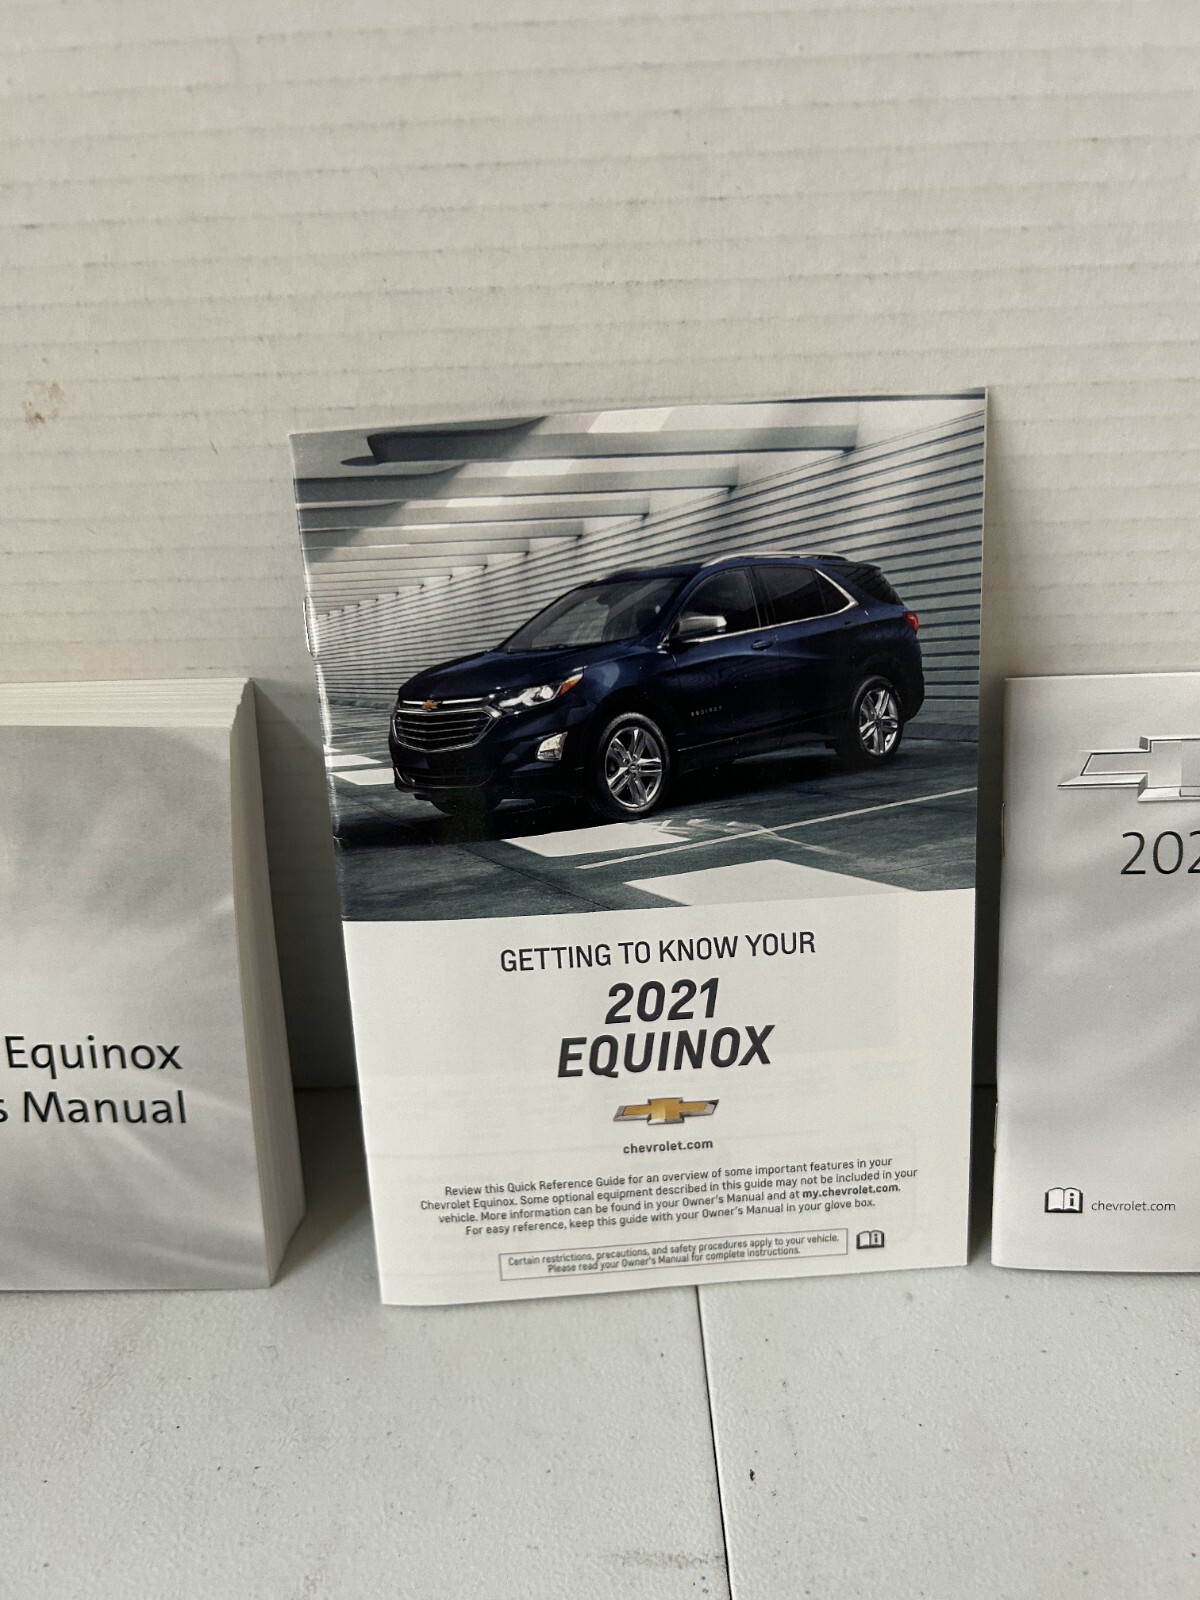 Equinox
s Manual
EQUINOX
GETTING TO KNOW YOUR
2021
EQUINOX
chevrolet.com
Review this Quick Reference Guide for an overview of some important features in your
Chevrolet Equinox. Some optional equipment described in this guide may not be included in your
vehicle. More information can be found in your Owner's Manual and at my.chevrolet.com.
For easy reference, keep this guide with your Owner's Manual in your glove box.
Certain restrictions, precautions, and safety procedures apply to your vehicle.
Please read your Owner's Manual for complete instructions.
202
chevrolet.com